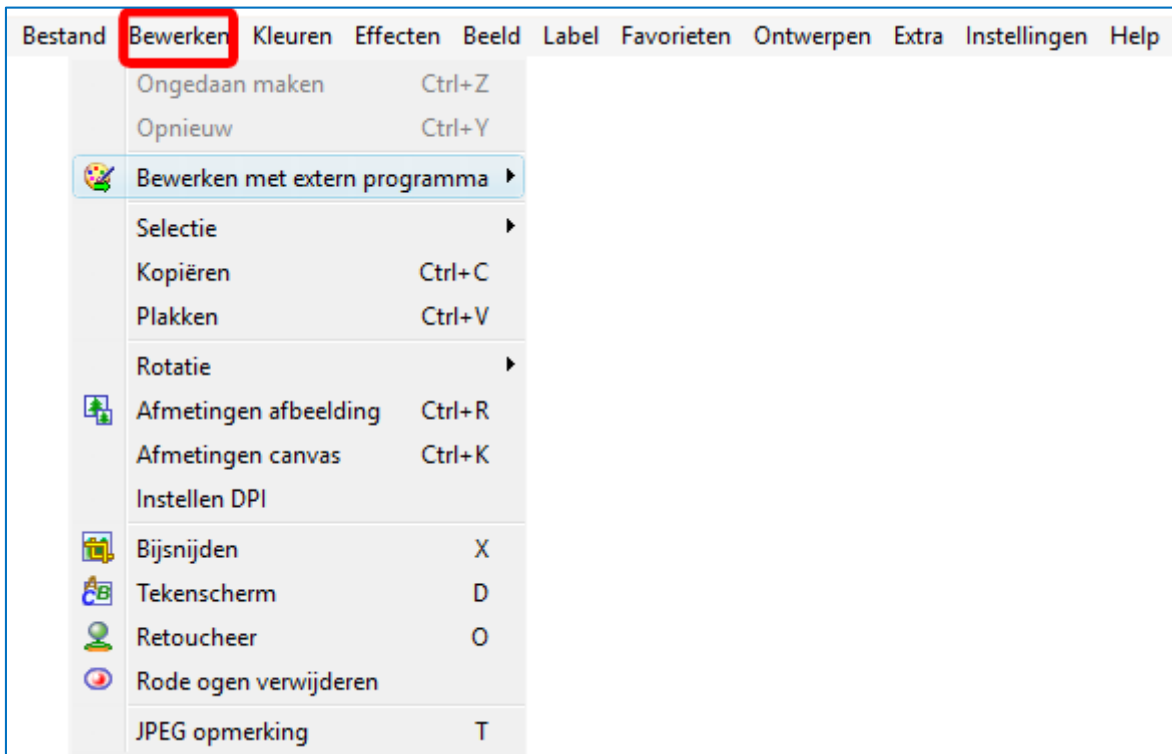 Bestand Bewerken Kleuren Effecten Beeld Label Favorieten Ontwerpen Extra Instellingen Help
Ongedaan maken Ctrl+Z
Opnieuw Ctrl+Y
Bewerken met extern programma
Selectie
Kopiëren Ctrl+C
Plakken Ctrl+V
Rotatie
Afmetingen afbeelding Ctrl+R
Afmetingen canvas Ctrl+K
Instellen DPI
Bijsnijden X
Tekenscherm D
Retoucheer O
Rode ogen verwijderen
JPEG opmerking T